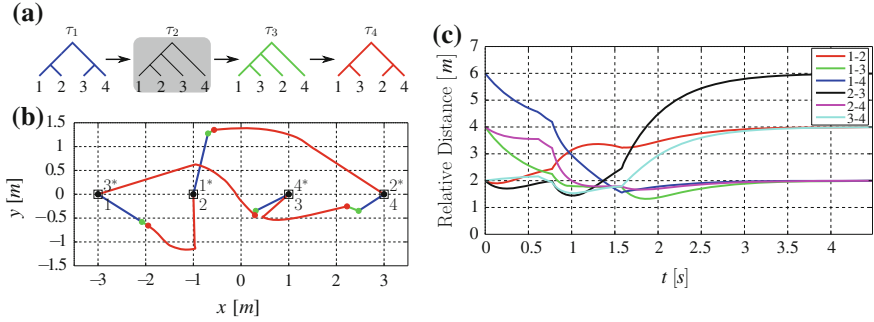 (a)
τ1 τ2 τ3 τ4
1 2 3 4 1 2 3 4 1 3 2 4 1 3 2 4
(b)
1.5
1
0.5
0
−0.5
−1
−1.5
y [m]
3* 1* 4* 2*
1 2 3 4
−3 −2 −1 0 1 2 3
x [m]
(c)
7
6
5
4
3
2
1
0
Relative Distance [m]
1-2
1-3
1-4
2-3
2-4
3-4
0 0.5 1 1.5 2 2.5 3 3.5 4
t [s]